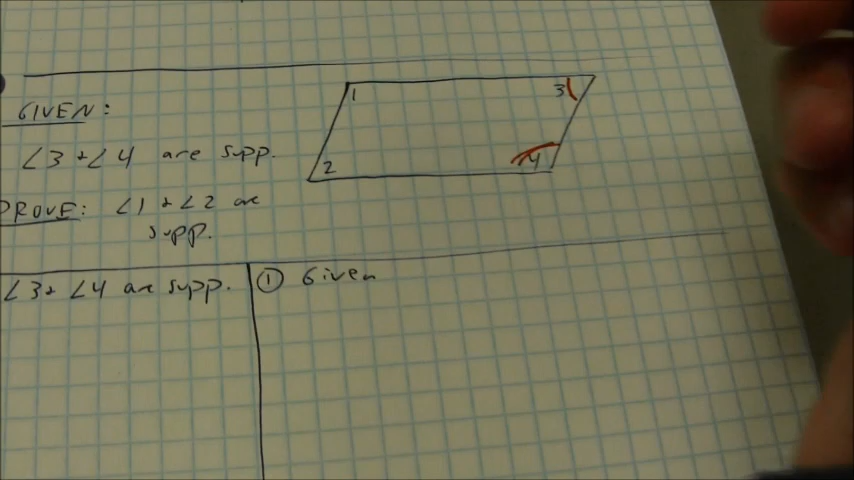 GIVEN:
∠3 + ∠4 are supp.
PROVE: ∠1 + ∠2 are
supp.
1
3
2
4
∠3 + ∠4 are supp.
① Given